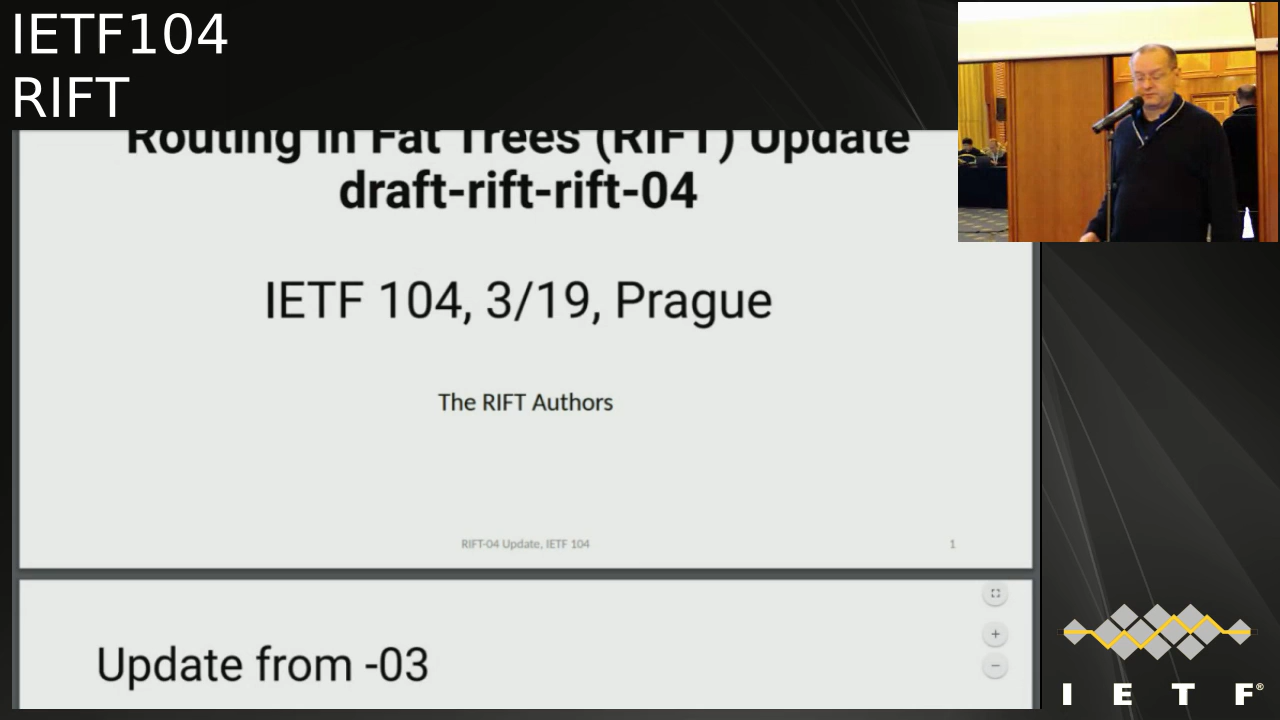 IETF104
RIFT
Routing in Fat Trees (RIFT) Update
draft-rift-rift-04
IETF 104, 3/19, Prague
The RIFT Authors
RIFT-04 Update, IETF 104
1
Update from -03
I E T F®